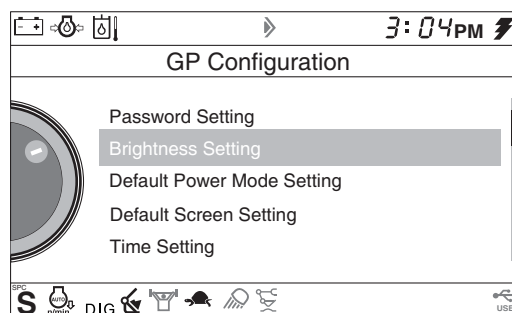 3:04PM
GP Configuration
Password Setting
Brightness Setting
Default Power Mode Setting
Default Screen Setting
Time Setting
SPC
S AUTO n/min DIG
USB